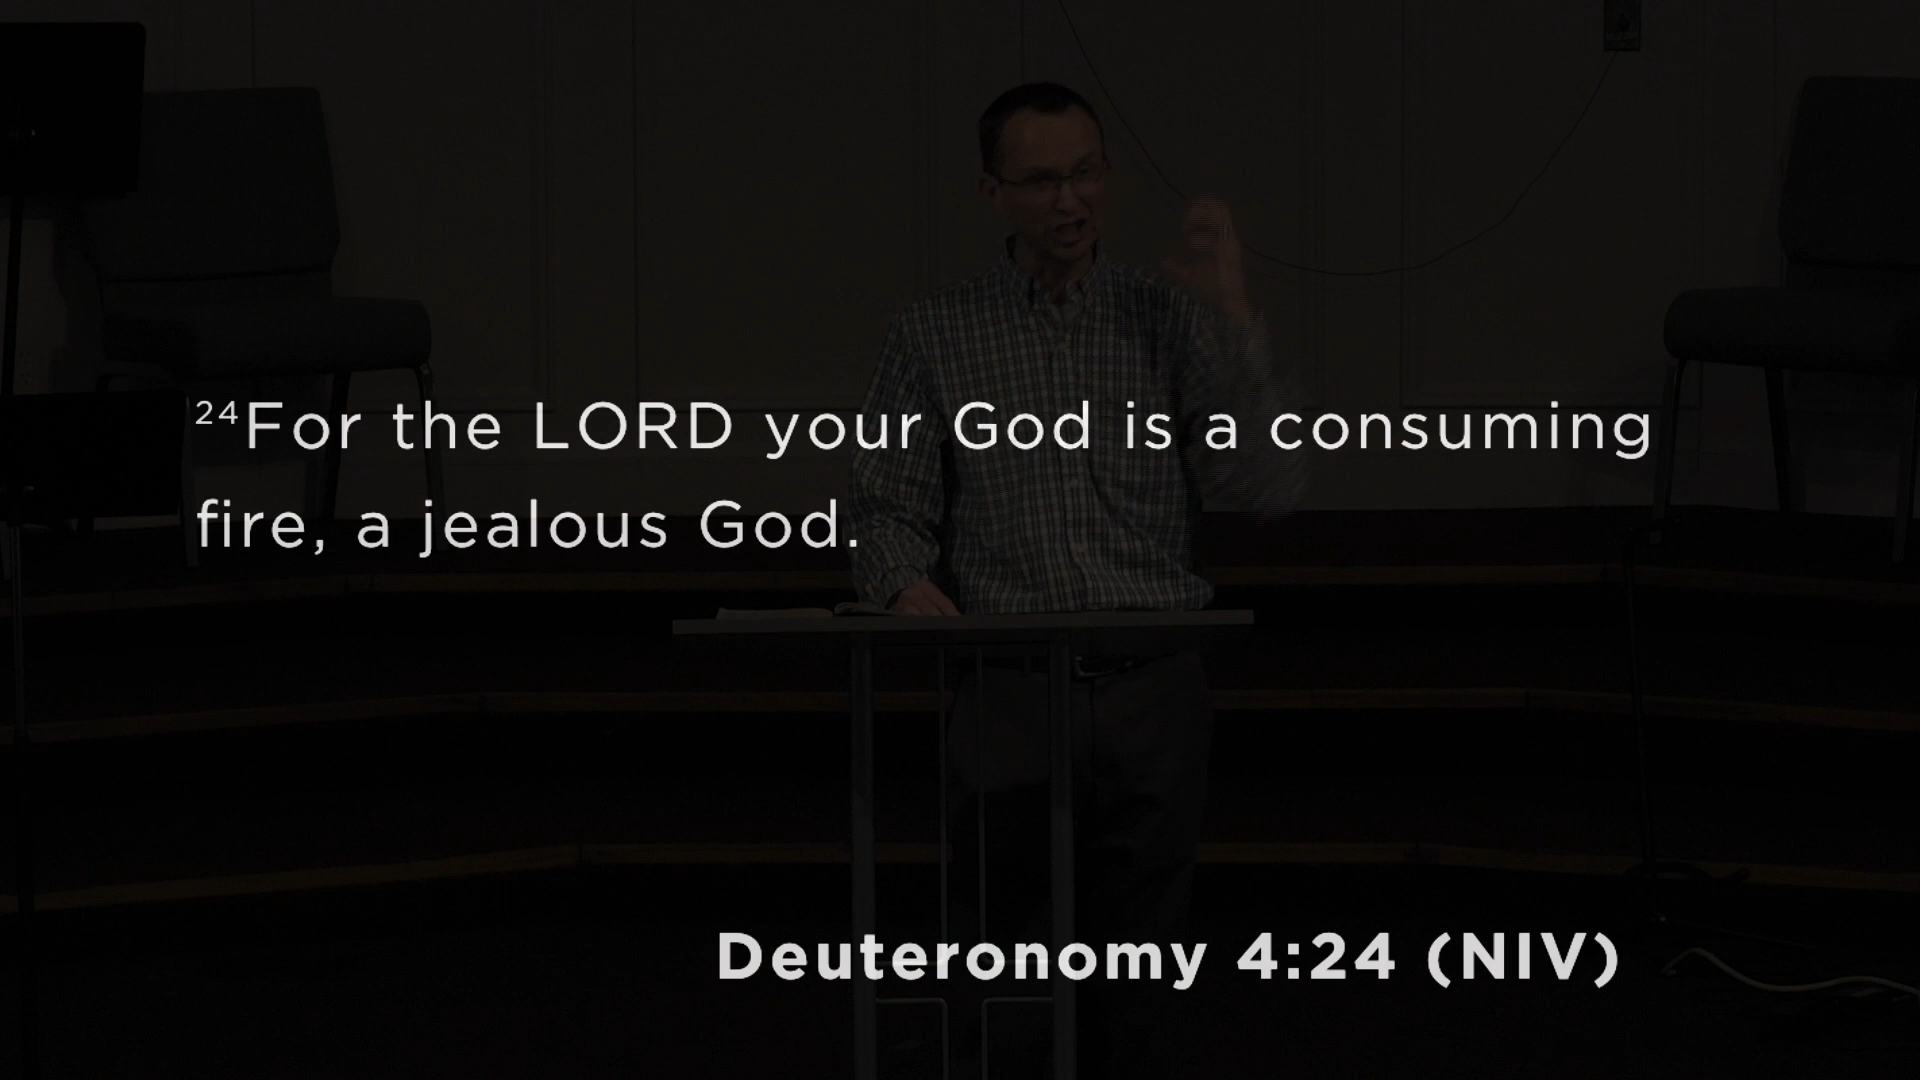 ²⁴For the LORD your God is a consuming
fire, a jealous God.
Deuteronomy 4:24 (NIV)